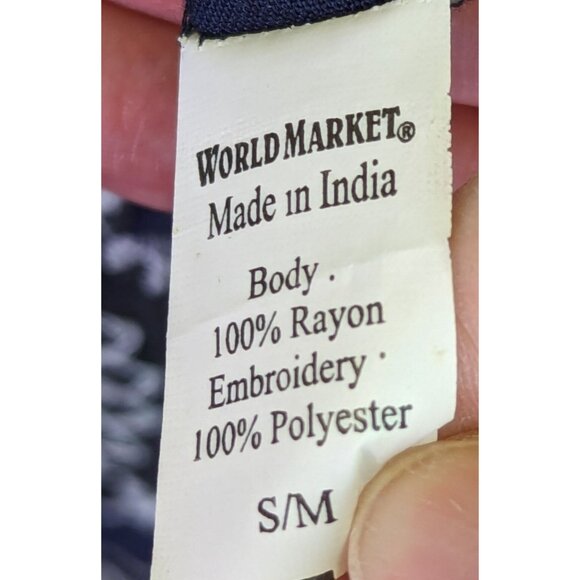 WORLD MARKET®
Made in India
Body :
100% Rayon
Embroidery :
100% Polyester
S/M